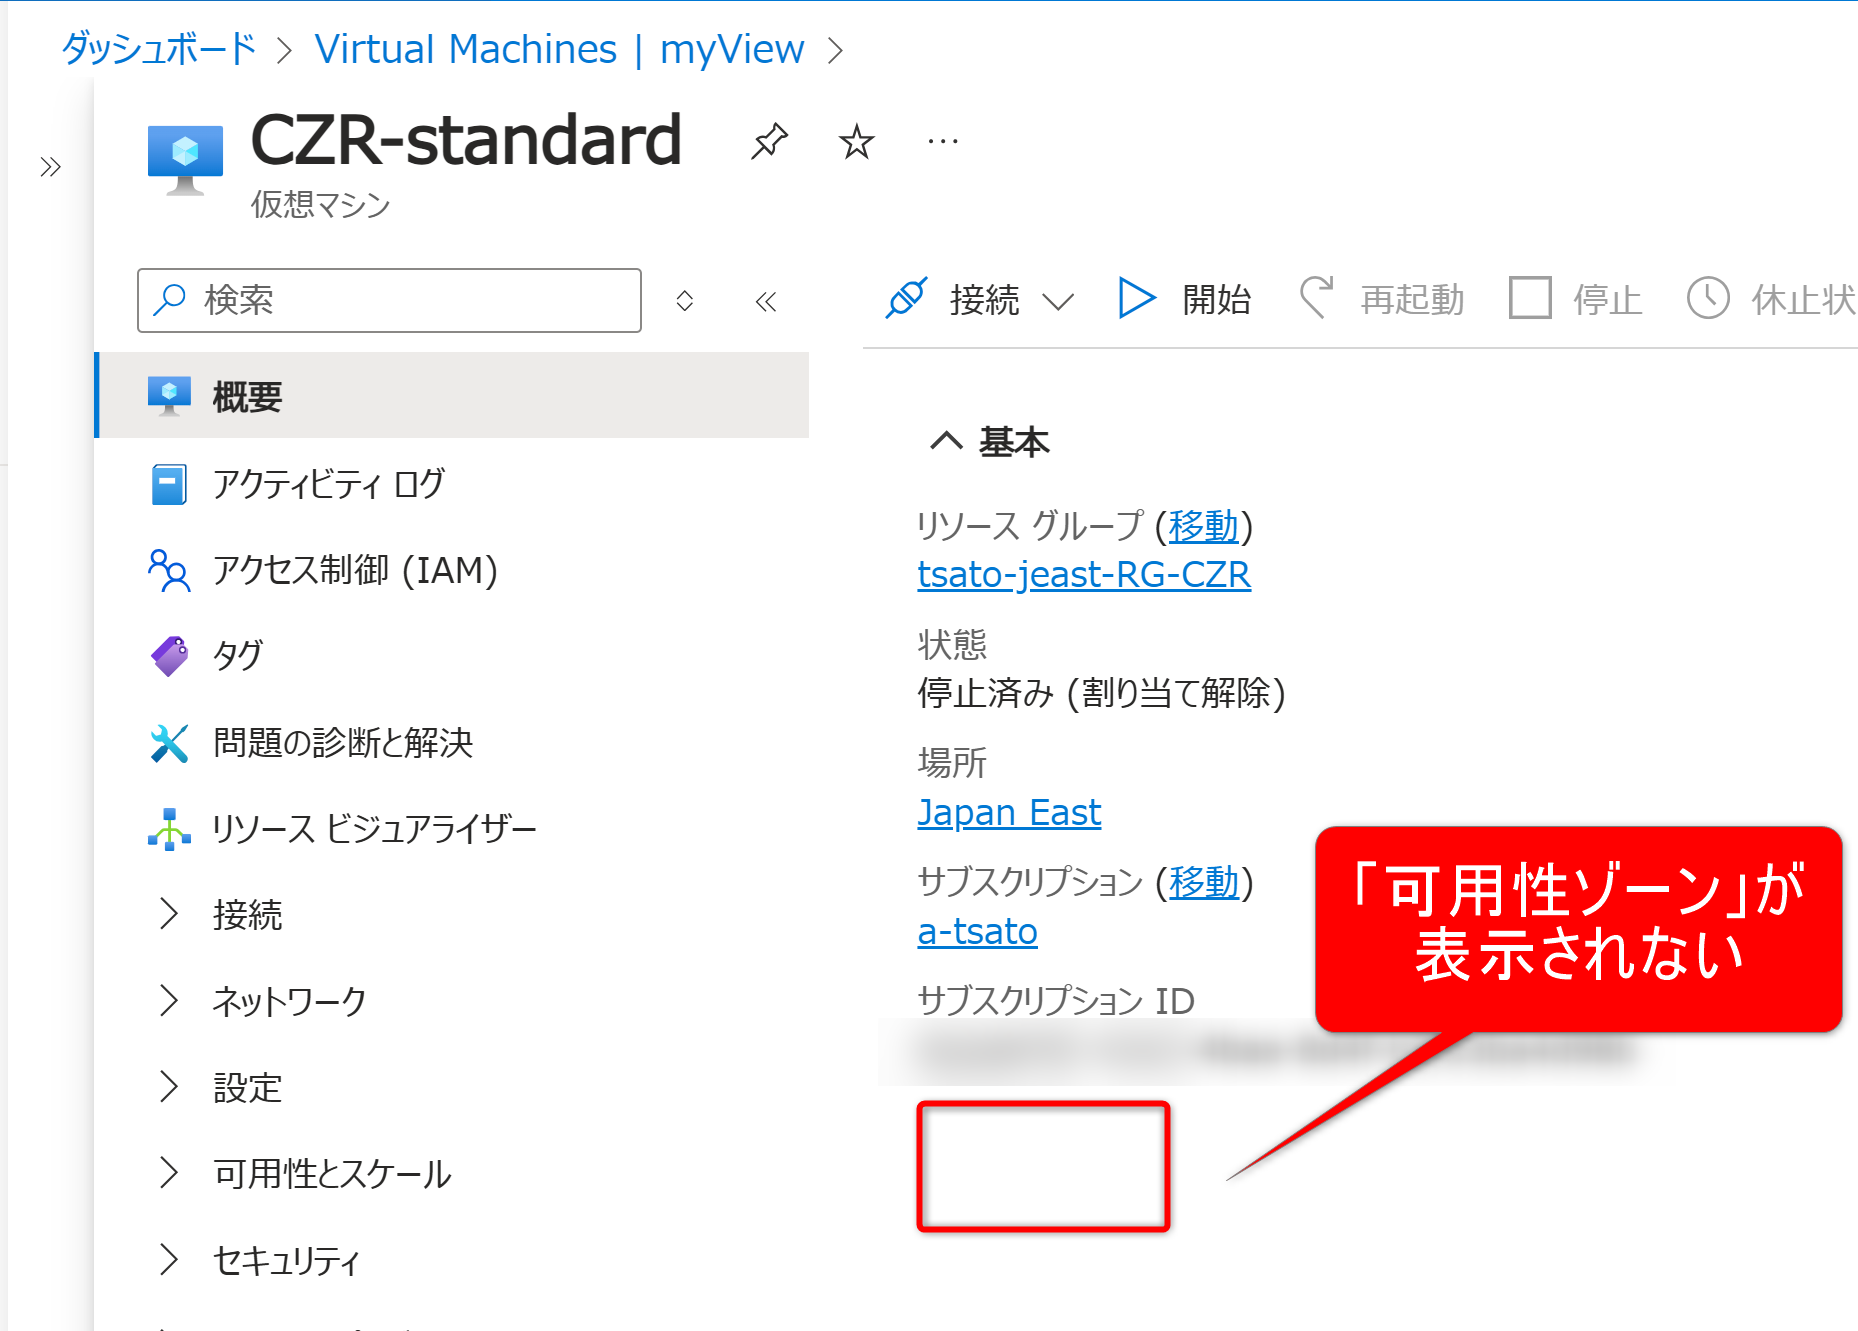 ダッシュボード > Virtual Machines | myView >
CZR-standard
仮想マシン
検索
接続
開始
再起動
停止
休止状
概要
アクティビティ ログ
アクセス制御 (IAM)
タグ
問題の診断と解決
リソース ビジュアライザー
接続
ネットワーク
設定
可用性とスケール
セキュリティ
基本
リソース グループ (移動)
tsato-jeast-RG-CZR
状態
停止済み (割り当て解除)
場所
Japan East
サブスクリプション (移動)
a-tsato
サブスクリプション ID
「可用性ゾーン」が
表示されない